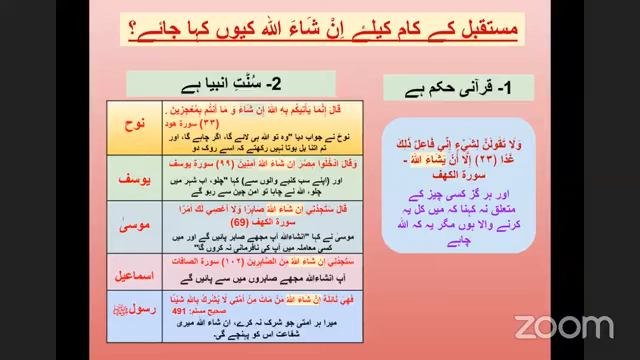 مستقبل کے کام کیلئے اِنْ شَاءَ الله کیوں کہا جائے؟
1- قرآنی حکم ہے
وَلَا تَقُولَنَّ لِشَيْءٍ إِنِّي فَاعِلٌ ذَٰلِكَ
غَدًا (٢٣) إِلَّا أَنْ يَشَاءَ اللَّهُ -
سورۃ الکھف
اور ہر گز کسی چیز کے
متعلق نہ کہنا کہ میں کل یہ
کرنے والا ہوں مگر یہ کہ اللہ
چاہے
2- سُنّتِ انبیا ہے
نوح
قَالَ إِنَّمَا يَأْتِيكُم بِهِ اللَّهُ إِن شَاءَ وَ مَا أَنتُم بِمُعْجِزِينَ .
(٣٣) سورۃ ھود
نوحؑ نے جواب دیا "وہ تو اللہ ہی لائے گا، اگر چاہے گا، اور
تم اتنا بل بوتا نہیں رکھتے کہ اسے روک دو
یوسف
وَقَالَ ادْخُلُوا مِصْرَ إِن شَاءَ اللَّهُ آمِنِينَ (٩٩) سورۃ یوسف
اور (اپنے سب کنبے والوں سے) کہا "چلو، اب شہر میں
چلو، اللہ نے چاہا تو امن چین سے رہو گے
موسیٰ
قَالَ سَتَجِدُنِي إِن شَاءَ اللَّهُ صَابِرًا وَلَا أَعْصِي لَكَ أَمْرًا
سورۃ الکھف (69)
موسیٰؑ نے کہا "انشاءاللہ آپ مجھے صابر پائیں گے اور میں
کسی معاملہ میں آپ کی نافرمانی نہ کروں گا"
اسماعیل
سَتَجِدُنِي إِن شَاءَ اللَّهُ مِنَ الصَّابِرِينَ (١٠٢) سورۃ الصافات
آپ انشاءاللہ مجھے صابروں میں سے پائیں گے
رسول ﷺ
فَهِيَ نَائِلَةٌ إِنْ شَاءَ اللَّهُ مَنْ مَاتَ مِنْ أُمَّتِي لَا يُشْرِكُ بِاللَّهِ شَيْئًا
صحیح مسلم: 491
میرا ہر امتی جو شرک نہ کرے، ان شاء اللہ میری
شفاعت اس کو پہنچے گی۔
zoom